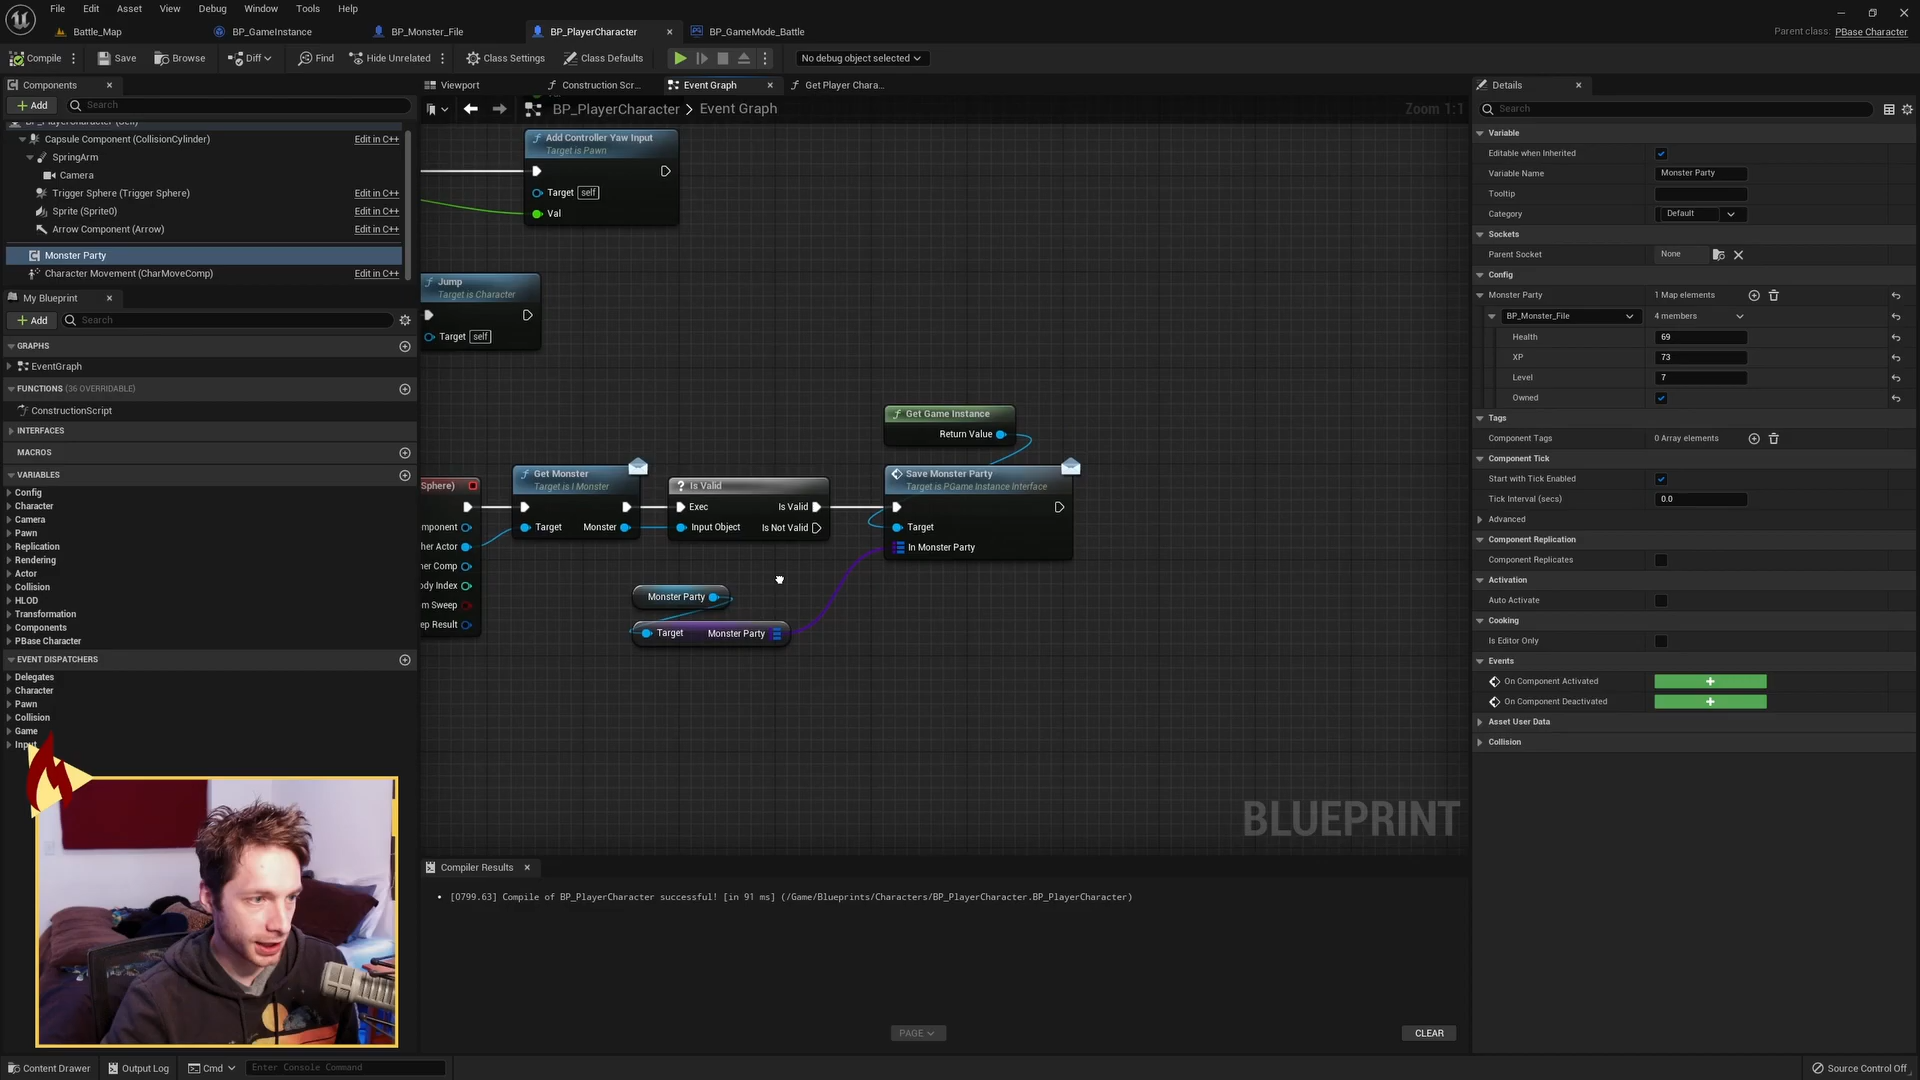 File Edit Asset View Debug Window Tools Help
Battle_Map BP_GameInstance BP_Monster_File BP_PlayerCharacter BP_GameMode_Battle
Parent class: PBase Character
Compile Save Browse Diff Find Hide Unrelated Class Settings Class Defaults No debug object selected
Components
Add Search
Capsule Component (CollisionCylinder) Edit in C++
SpringArm
Camera
Trigger Sphere (Trigger Sphere) Edit in C++
Sprite (Sprite0) Edit in C++
Arrow Component (Arrow) Edit in C++
Monster Party
Character Movement (CharMoveComp) Edit in C++
My Blueprint
Add Search
GRAPHS
EventGraph
FUNCTIONS (36 OVERRIDABLE)
ConstructionScript
INTERFACES
MACROS
VARIABLES
Config
Character
Camera
Pawn
Replication
Rendering
Actor
Collision
HLOD
Transformation
Components
PBase Character
EVENT DISPATCHERS
Delegates
Character
Pawn
Collision
Game
Input
Viewport Construction Scr... Event Graph Get Player Chara...
BP_PlayerCharacter > Event Graph Zoom 1:1
Add Controller Yaw Input
Target is Pawn
Target self
Val
Jump
Target is Character
Target self
Get Game Instance
Return Value
Sphere)
omponent
her Actor
her Comp
ody Index
m Sweep
ep Result
Get Monster
Target is I Monster
Target Monster
? Is Valid
Exec Is Valid
Input Object Is Not Valid
Save Monster Party
Target is PGame Instance Interface
Target
In Monster Party
Monster Party
Target Monster Party
BLUEPRINT
Compiler Results
[0799.63] Compile of BP_PlayerCharacter successful! [in 91 ms] (/Game/Blueprints/Characters/BP_PlayerCharacter.BP_PlayerCharacter)
PAGE CLEAR
Details
Search
Variable
Editable when Inherited
Variable Name Monster Party
Tooltip
Category Default
Sockets
Parent Socket None
Config
Monster Party 1 Map elements
BP_Monster_File 4 members
Health 69
XP 73
Level 7
Owned
Tags
Component Tags 0 Array elements
Component Tick
Start with Tick Enabled
Tick Interval (secs) 0.0
Advanced
Component Replication
Component Replicates
Activation
Auto Activate
Cooking
Is Editor Only
Events
On Component Activated
On Component Deactivated
Asset User Data
Collision
Content Drawer Output Log Cmd Enter Console Command Source Control Off